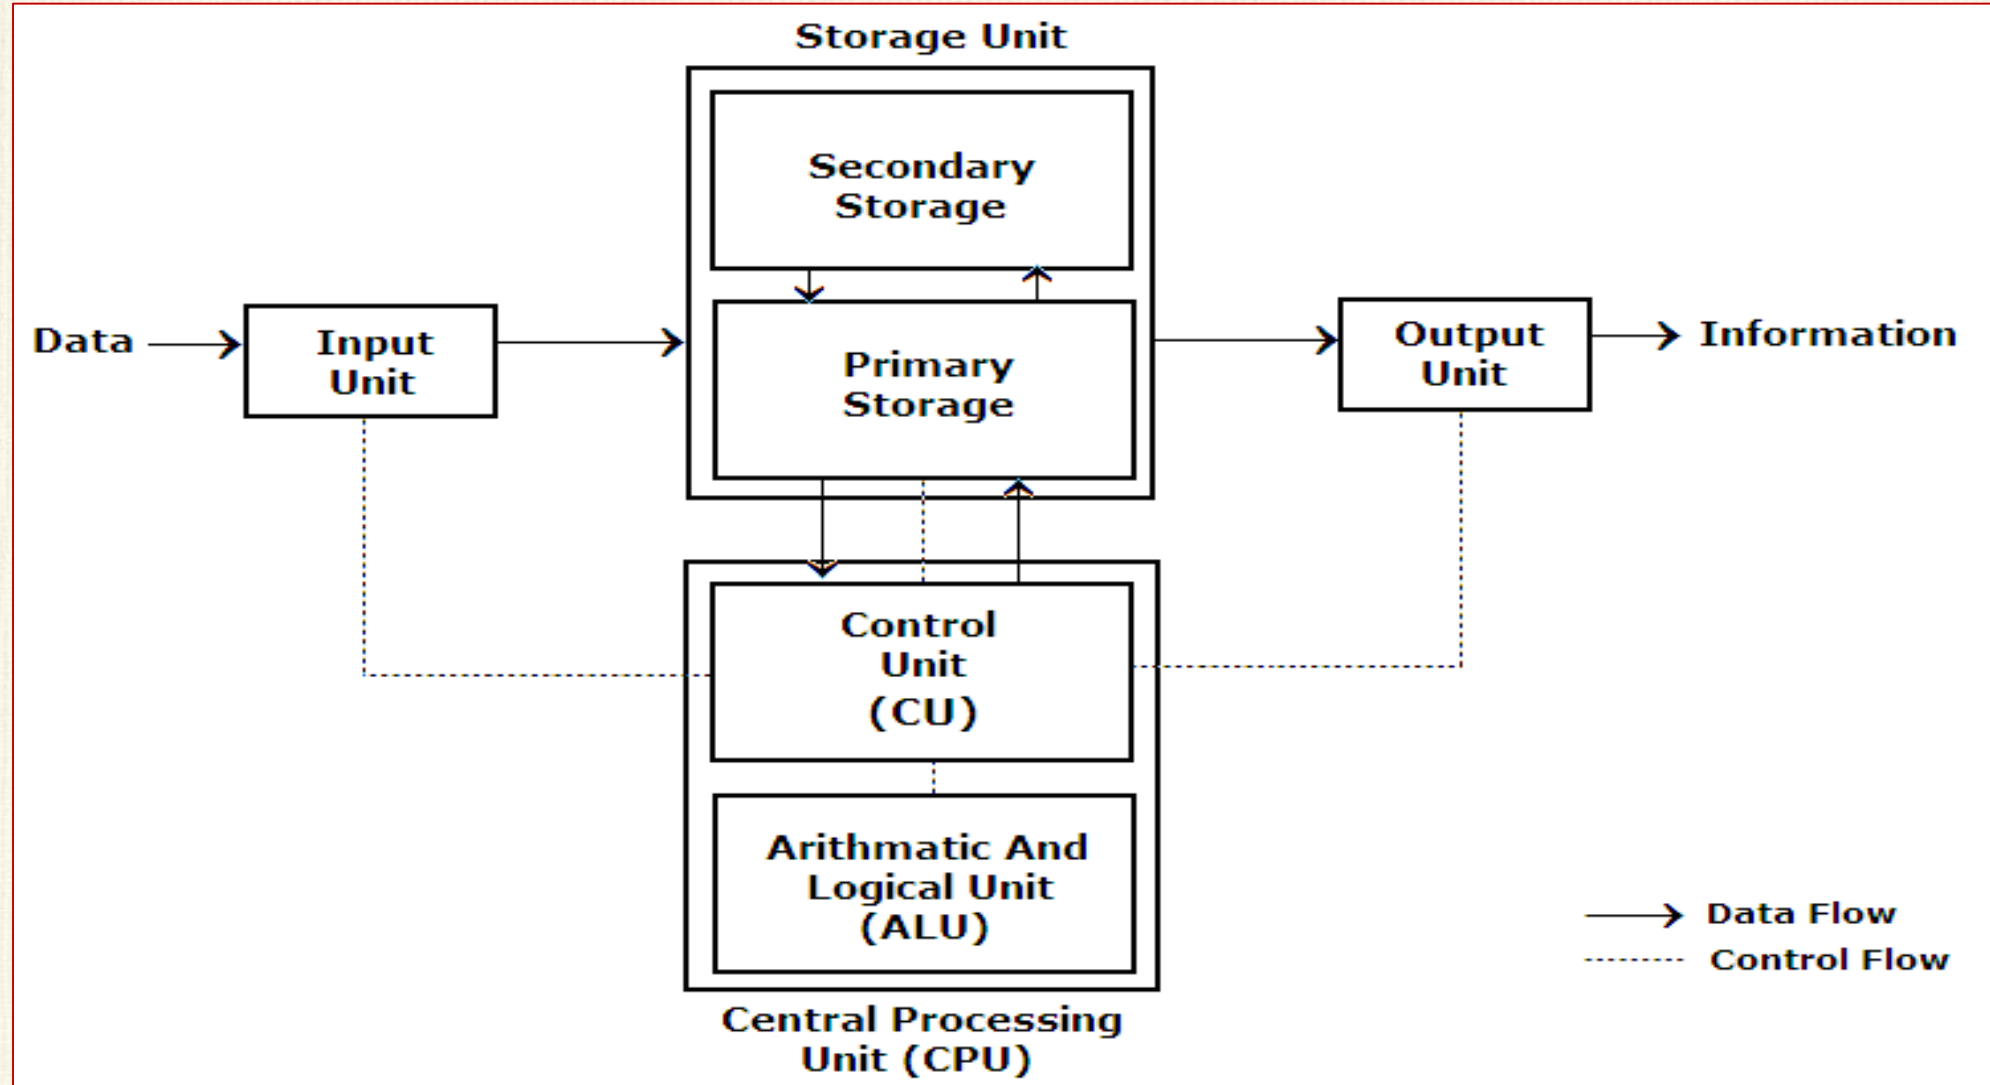 Storage Unit
Secondary
Storage
Data
Input
Unit
Primary
Storage
Output
Unit
Information
Control
Unit
(CU)
Arithmatic And
Logical Unit
(ALU)
Data Flow
Control Flow
Central Processing
Unit (CPU)